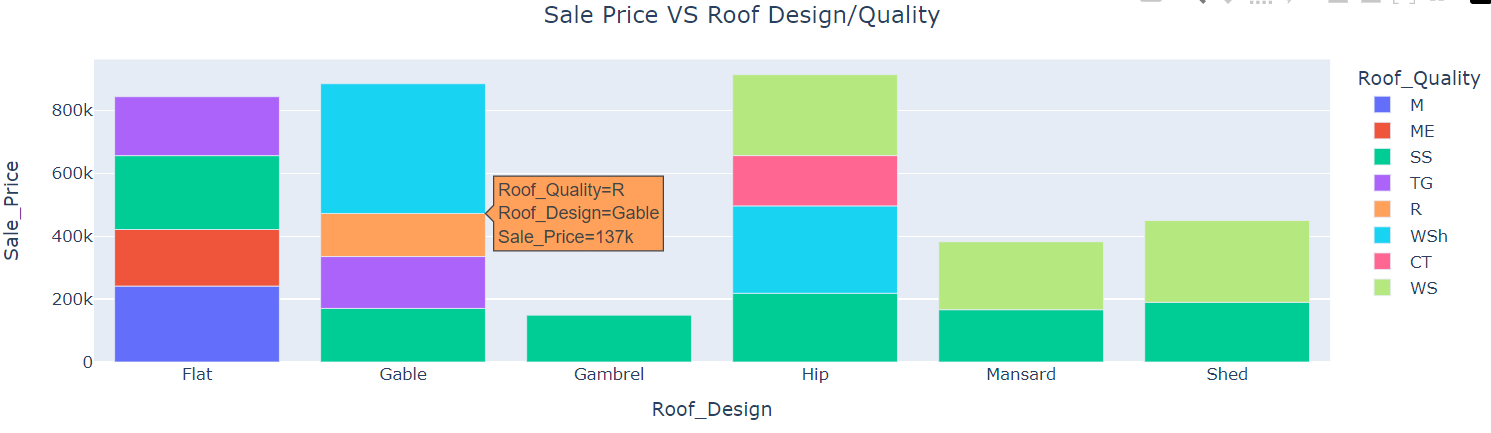 Sale Price VS Roof Design/Quality
Roof_Quality
M
ME
SS
TG
R
WSh
CT
WS
Sale_Price
800k
600k
400k
200k
0
Roof_Quality=R
Roof_Design=Gable
Sale_Price=137k
Flat
Gable
Gambrel
Hip
Mansard
Shed
Roof_Design